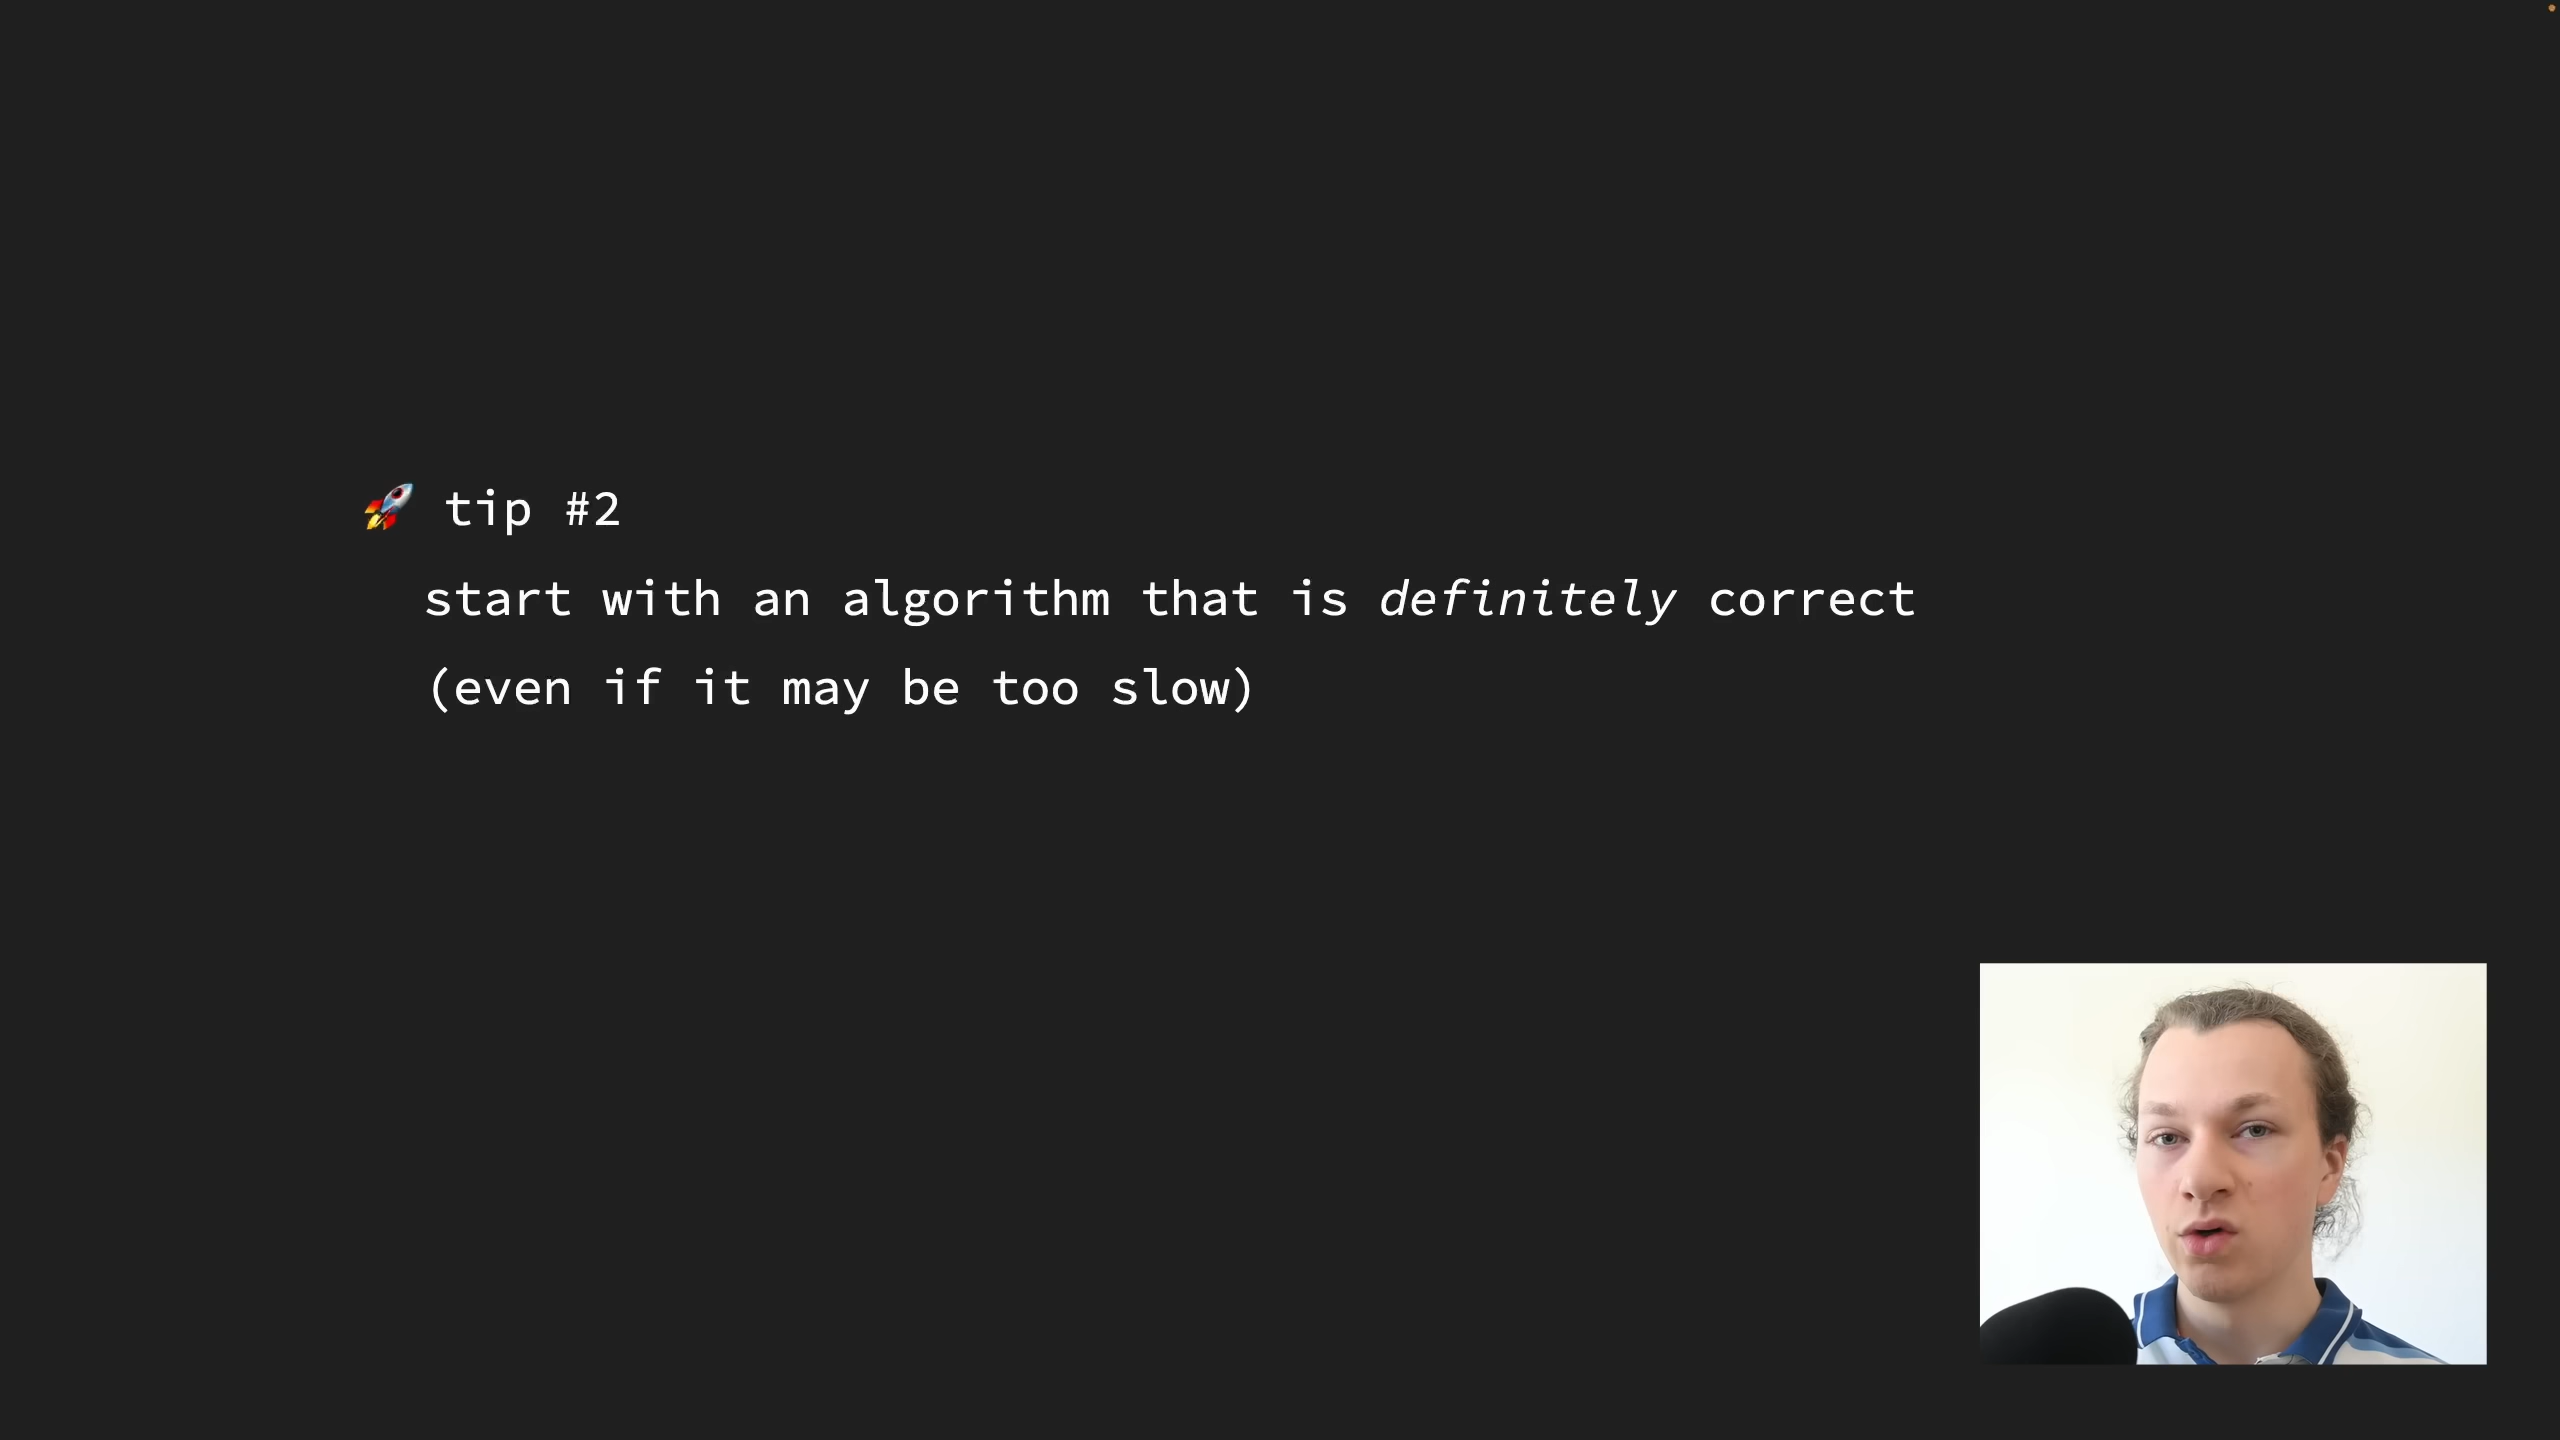 🚀 tip #2
start with an algorithm that is definitely correct
(even if it may be too slow)